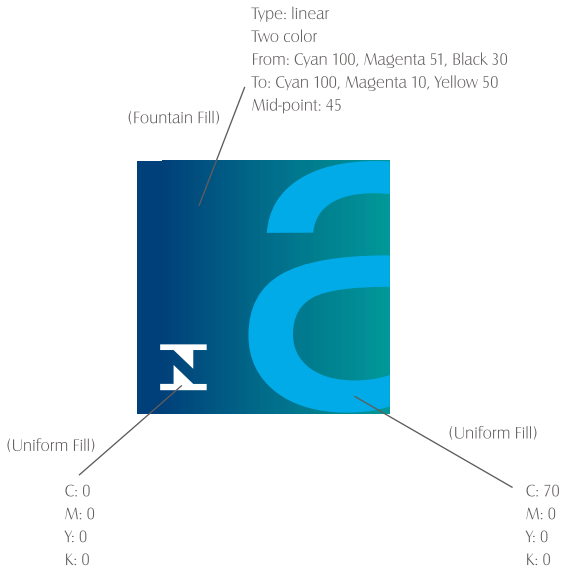 Type: linear
Two color
From: Cyan 100, Magenta 51, Black 30
To: Cyan 100, Magenta 10, Yellow 50
Mid-point: 45
(Fountain Fill)
a
N
(Uniform Fill)
C: 0
M: 0
Y: 0
K: 0
(Uniform Fill)
C: 70
M: 0
Y: 0
K: 0